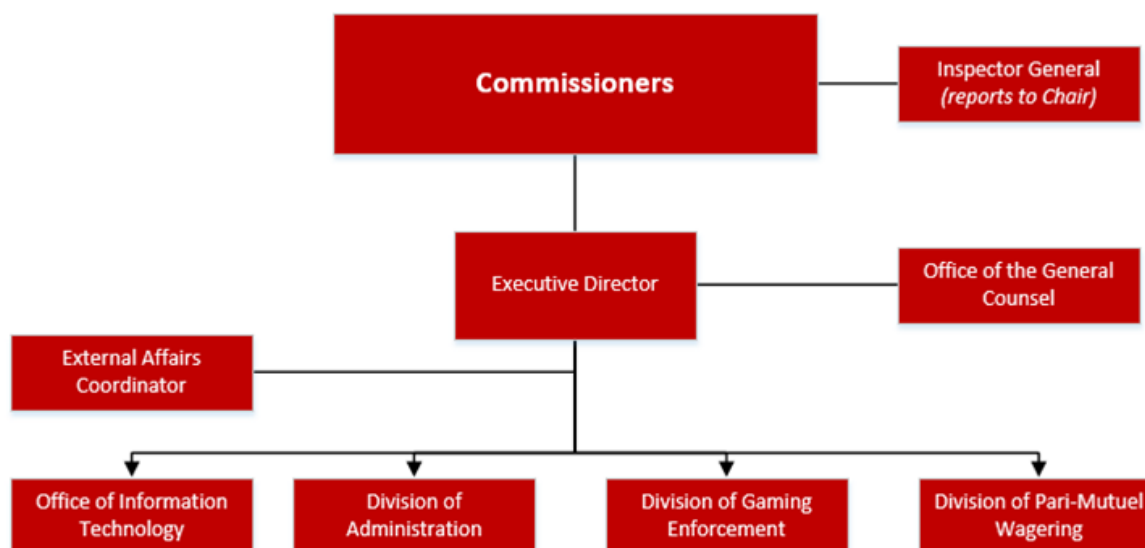 Commissioners
Inspector General
(reports to Chair)
Executive Director
Office of the General
Counsel
External Affairs
Coordinator
Office of Information
Technology
Division of
Administration
Division of Gaming
Enforcement
Division of Pari-Mutuel
Wagering